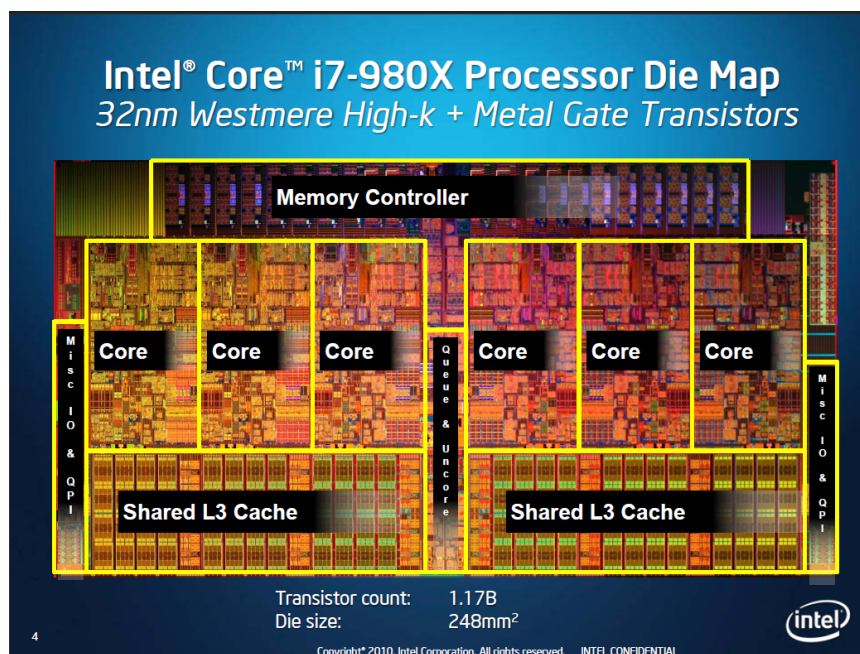 Intel® Core™ i7-980X Processor Die Map
32nm Westmere High-k + Metal Gate Transistors
Memory Controller
Core
Core
Core
Core
Core
Core
Misc IO & QPI
Queue & Uncore
Misc IO & QPI
Shared L3 Cache
Shared L3 Cache
Transistor count: 1.17B
Die size: 248mm²
4
intel
Copyright® 2010, Intel Corporation. All rights reserved. INTEL CONFIDENTIAL